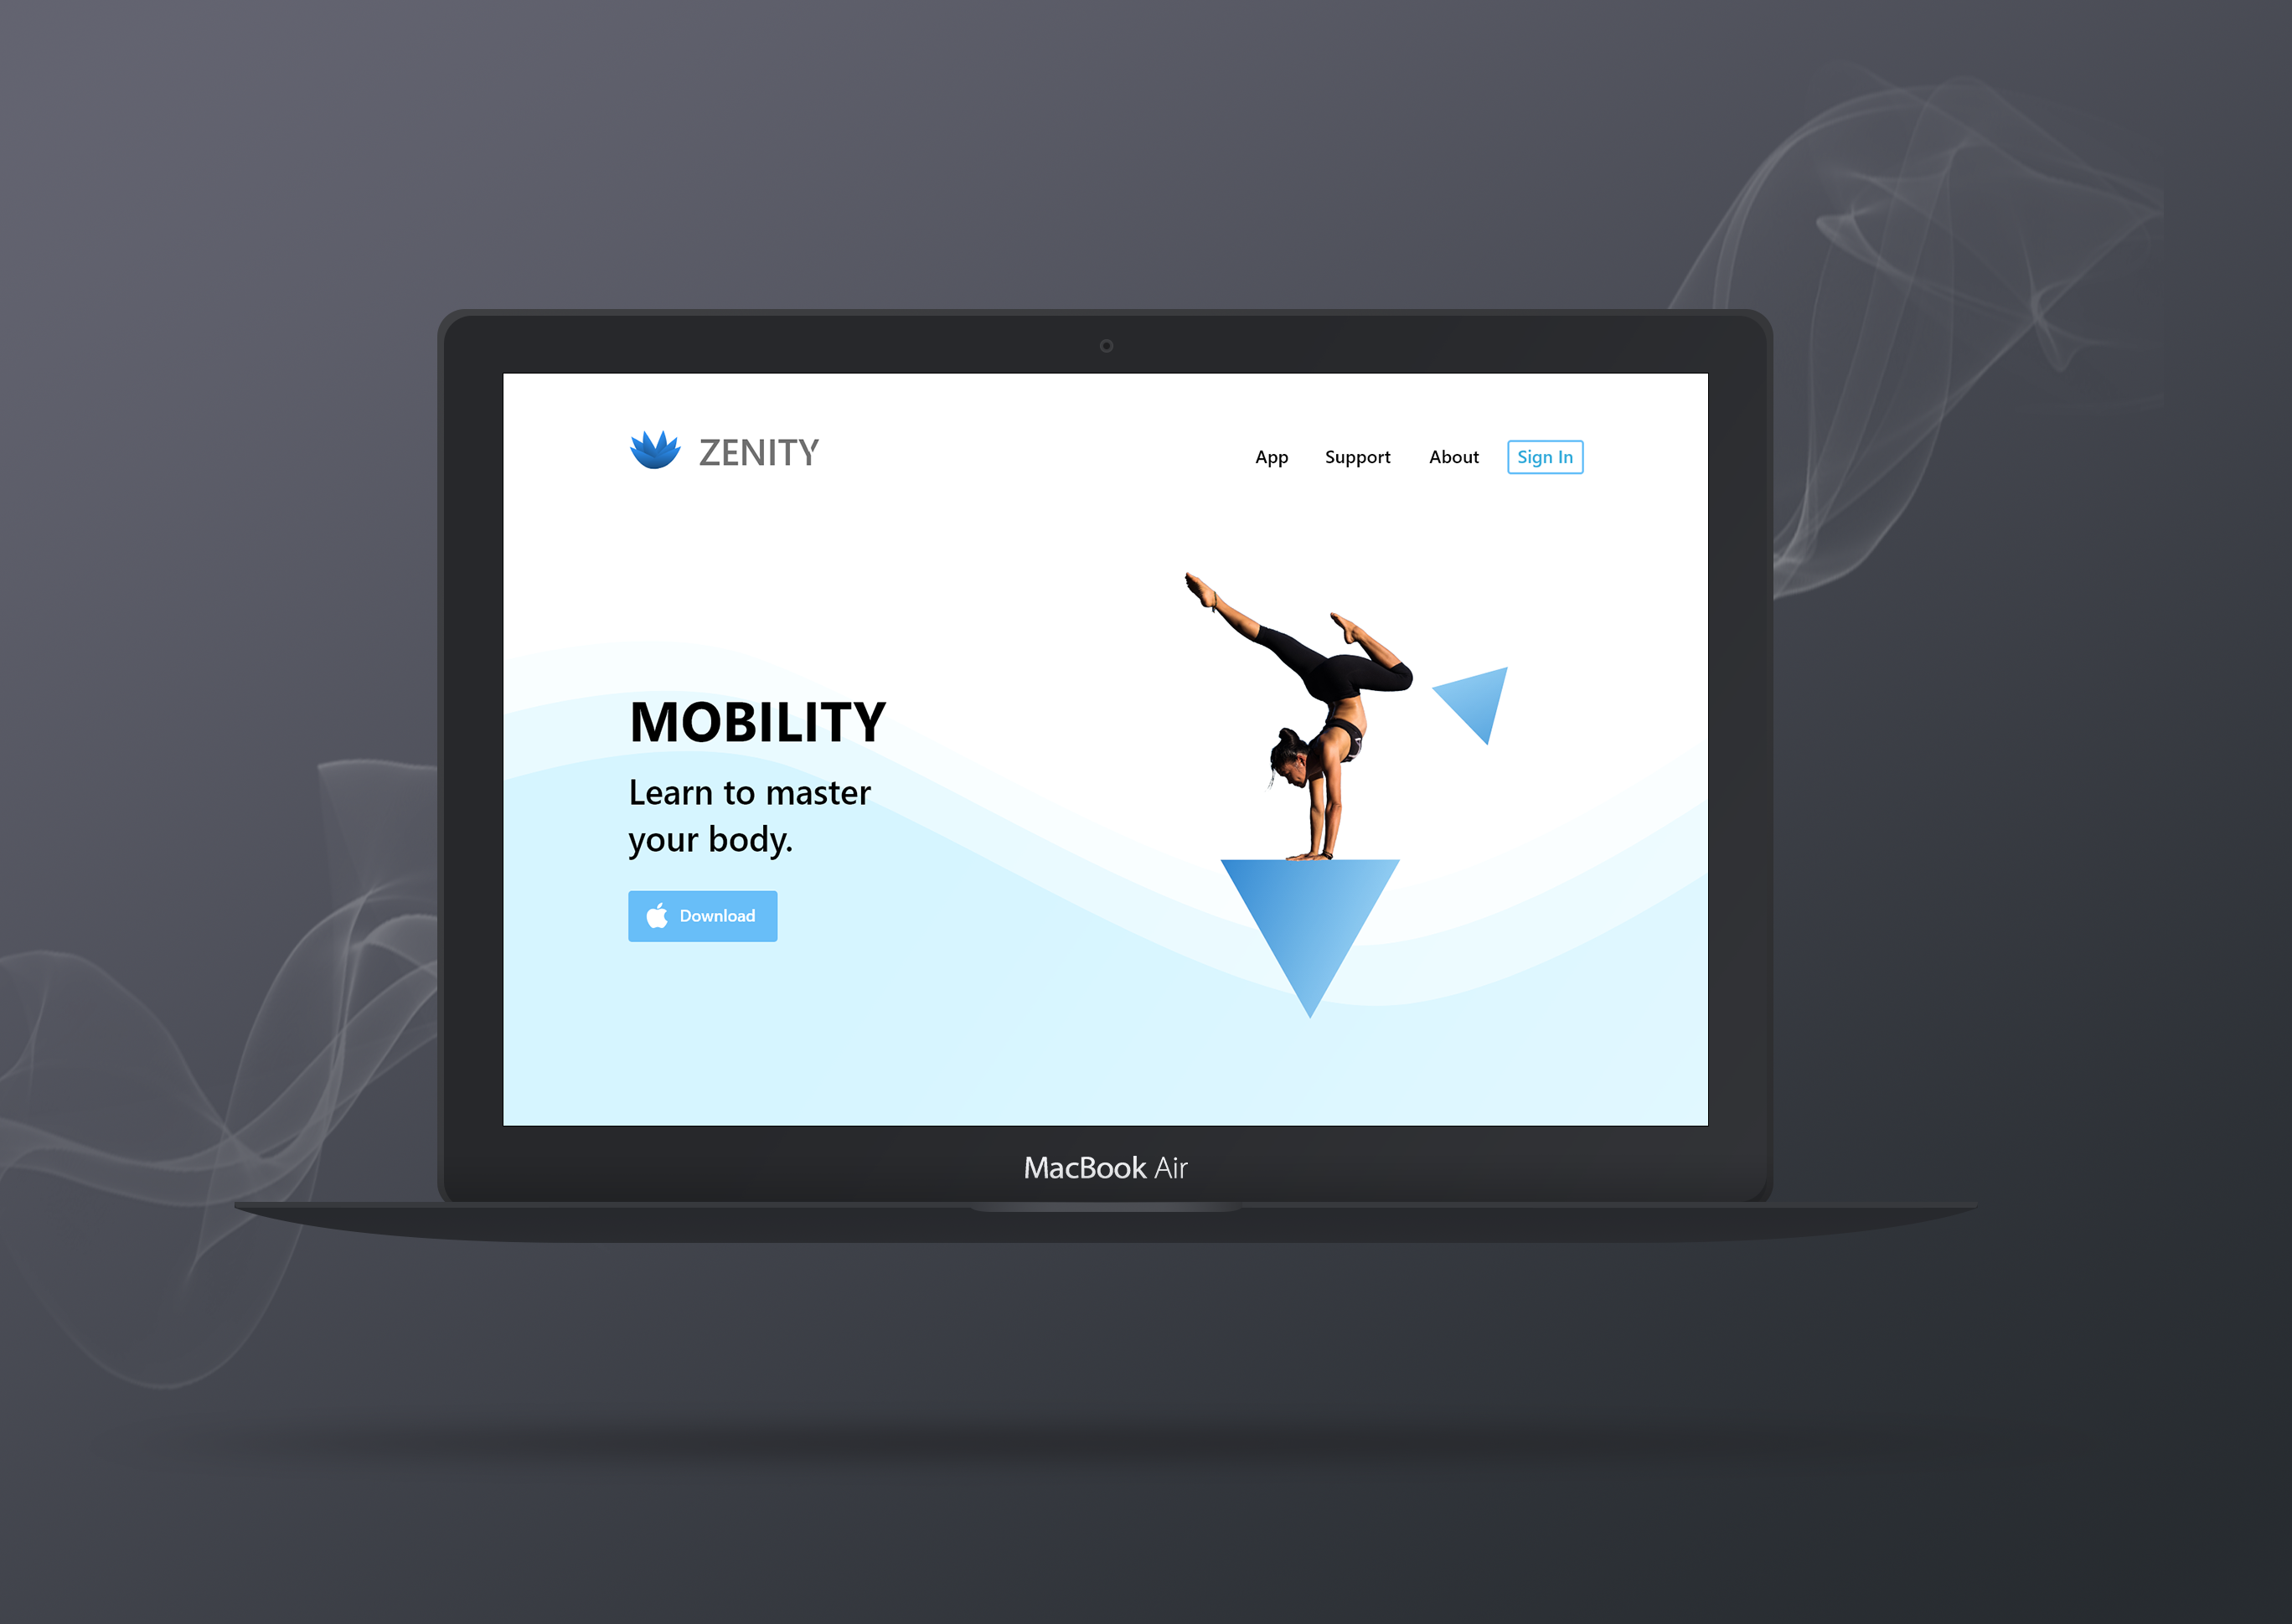 ZENITY
App
Support
About
Sign In
MOBILITY
Learn to master
your body.
Download
MacBook Air